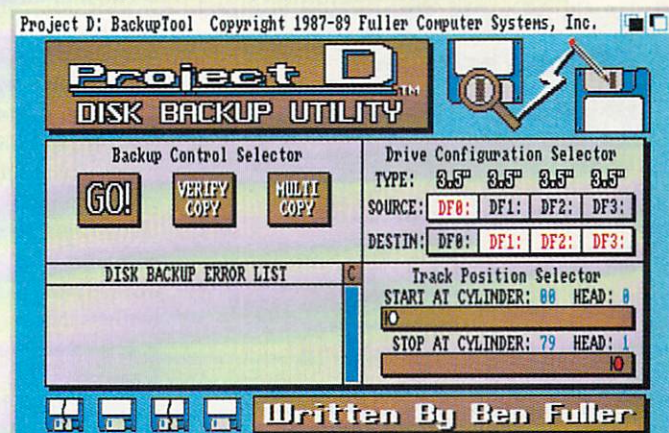 Project D: BackupTool Copyright 1987-89 Fuller Computer Systems, Inc.
Project D TM
DISK BACKUP UTILITY
Backup Control Selector
GO!
VERIFY COPY
MULTI COPY
Drive Configuration Selector
TYPE: 3.5" 3.5" 3.5" 3.5"
SOURCE: DF0: DF1: DF2: DF3:
DESTIN: DF0: DF1: DF2: DF3:
DISK BACKUP ERROR LIST C
Track Position Selector
START AT CYLINDER: 00 HEAD: 0
STOP AT CYLINDER: 79 HEAD: 1
Written By Ben Fuller